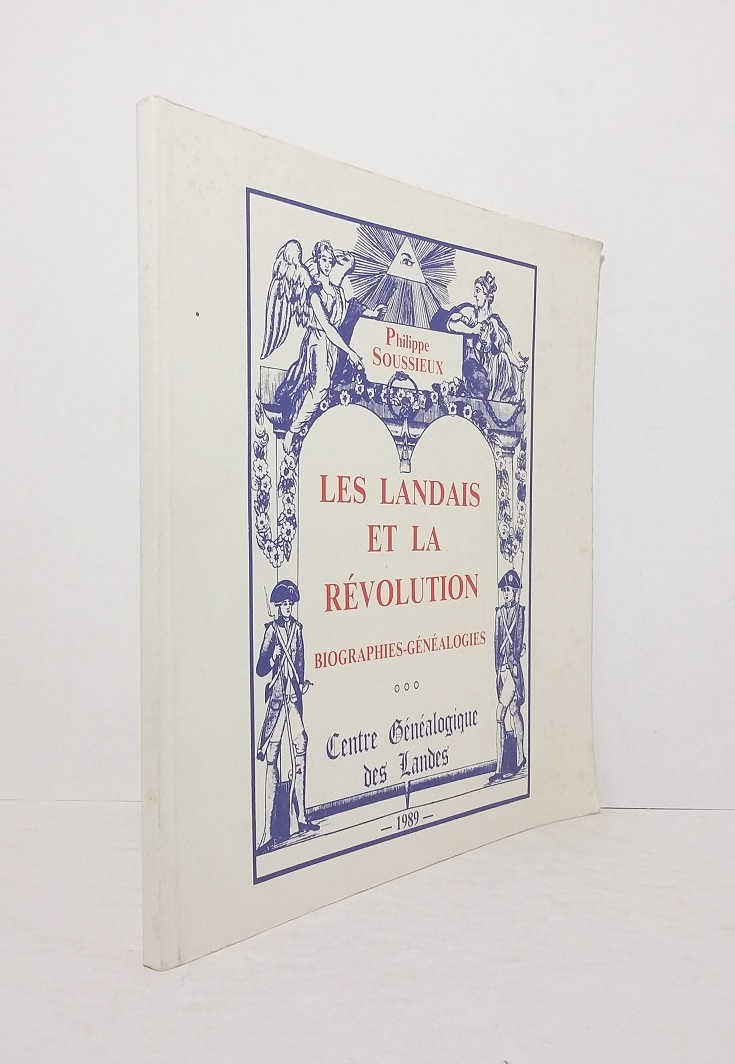 Philippe
SOUSSIEUX
LES LANDAIS
ET LA
RÉVOLUTION
BIOGRAPHIES-GÉNÉALOGIES
Centre Généalogique
des Landes
— 1989 —